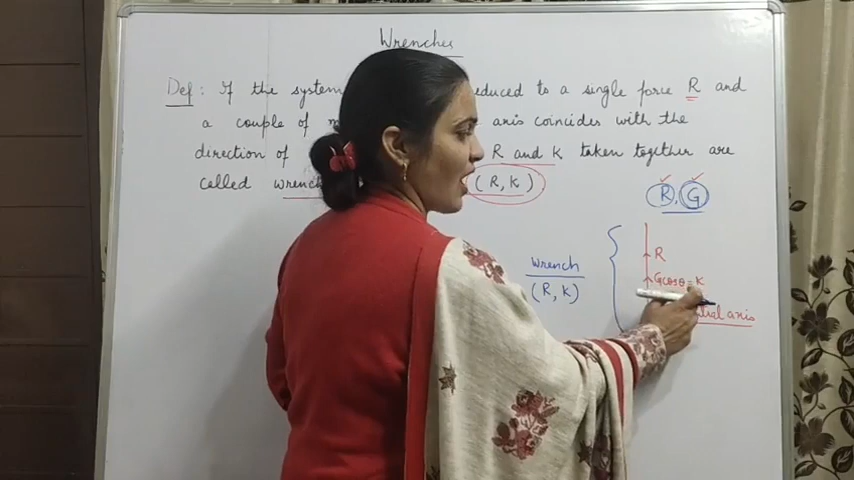 Wrenches
Def: If the system reduced to a single force R and
a couple of axis coincides with the
direction of R and K taken together are
called wrench (R, K)
R, G
R
Wrench
Gcosθ=K
(R, K)
axis